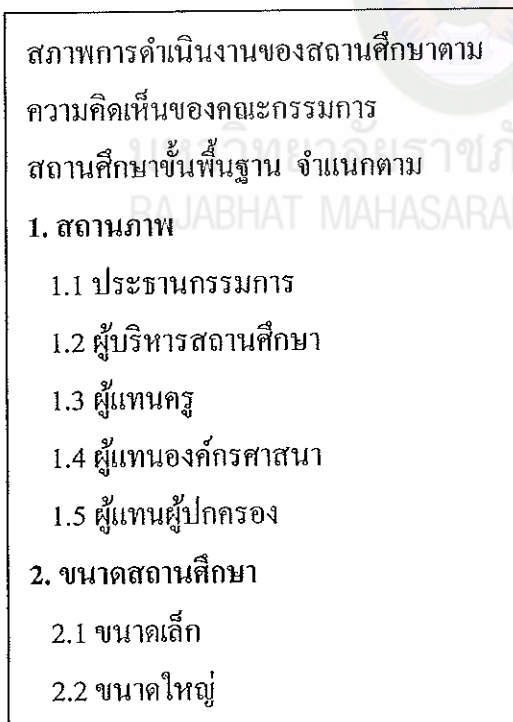 สภาพการดำเนินงานของสถานศึกษาตาม
ความคิดเห็นของคณะกรรมการ
สถานศึกษาขั้นพื้นฐาน จำแนกตาม
1. สถานภาพ
1.1 ประธานกรรมการ
1.2 ผู้บริหารสถานศึกษา
1.3 ผู้แทนครู
1.4 ผู้แทนองค์กรศาสนา
1.5 ผู้แทนผู้ปกครอง
2. ขนาดสถานศึกษา
2.1 ขนาดเล็ก
2.2 ขนาดใหญ่
RAJABHAT